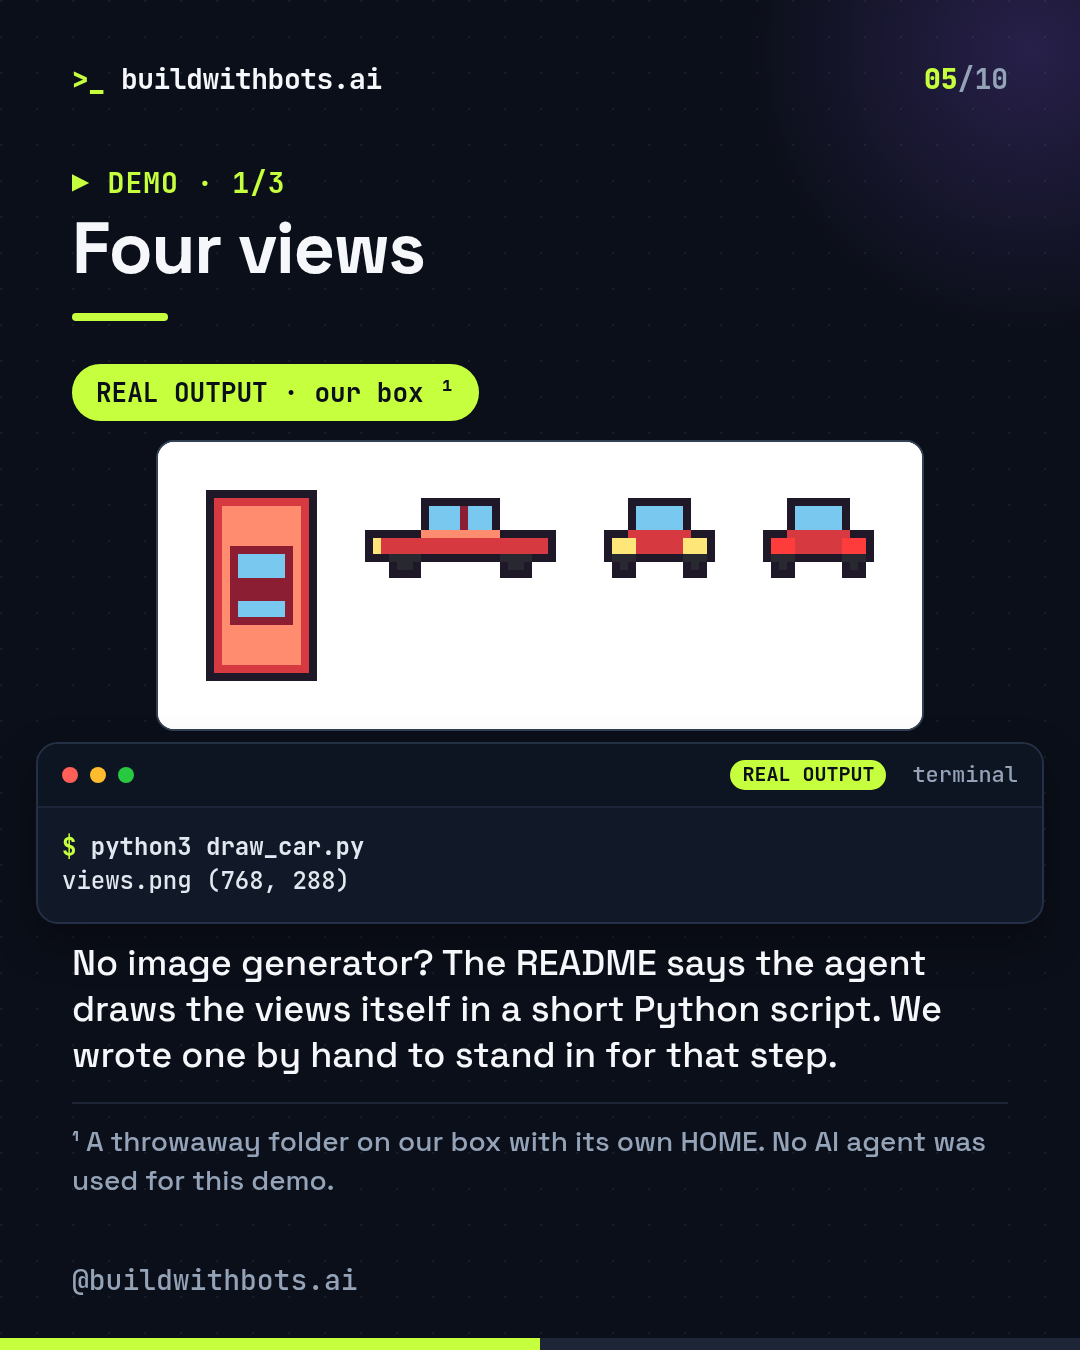 >_ buildwithbots.ai
05/10
▶ DEMO · 1/3
Four views
REAL OUTPUT · our box ¹
REAL OUTPUT terminal
$ python3 draw_car.py
views.png (768, 288)
No image generator? The README says the agent
draws the views itself in a short Python script. We
wrote one by hand to stand in for that step.
¹ A throwaway folder on our box with its own HOME. No AI agent was
used for this demo.
@buildwithbots.ai